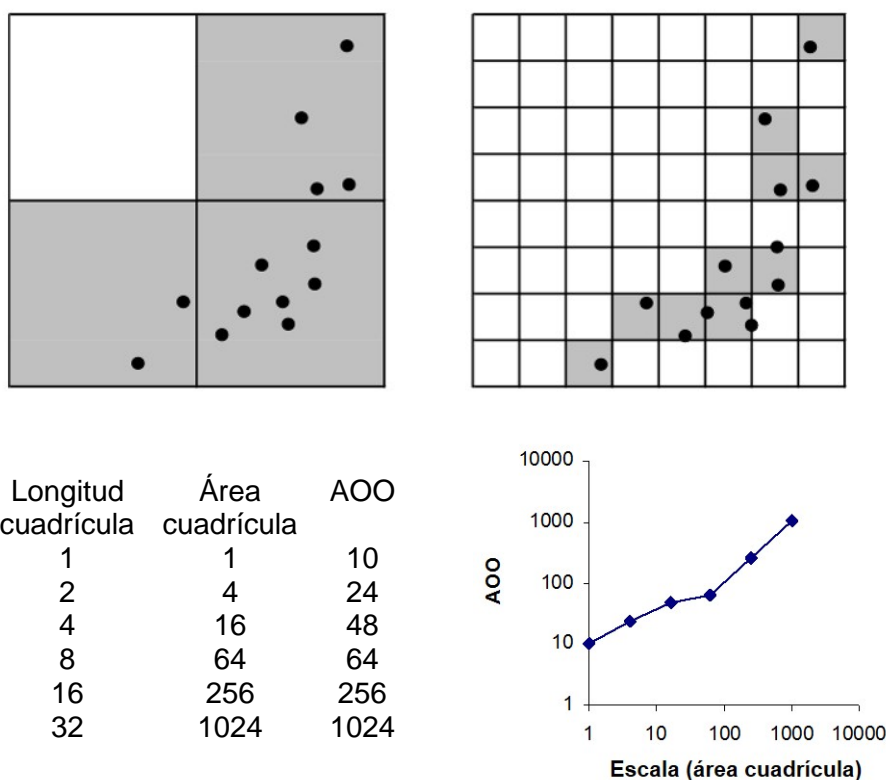 Longitud Área AOO
cuadrícula cuadrícula
1 1 10
2 4 24
4 16 48
8 64 64
16 256 256
32 1024 1024
10000
1000
100
10
1
AOO
1 10 100 1000 10000
Escala (área cuadrícula)